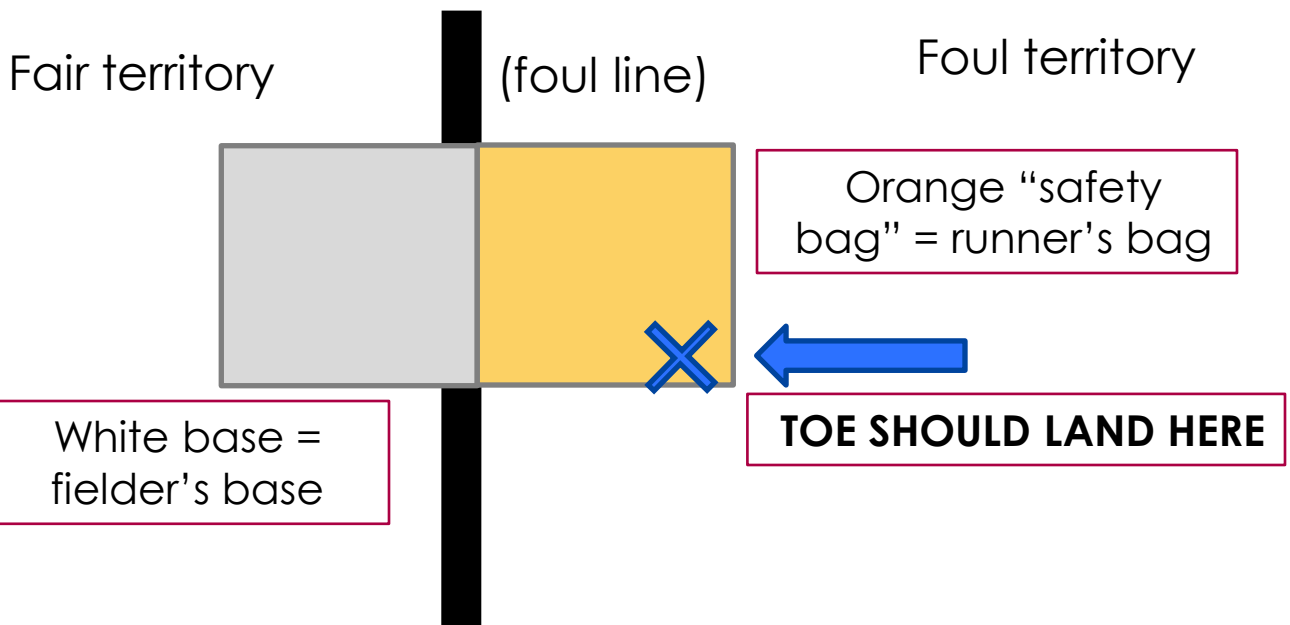 Fair territory
(foul line)
Foul territory
Orange “safety
bag” = runner’s bag
TOE SHOULD LAND HERE
White base =
fielder’s base